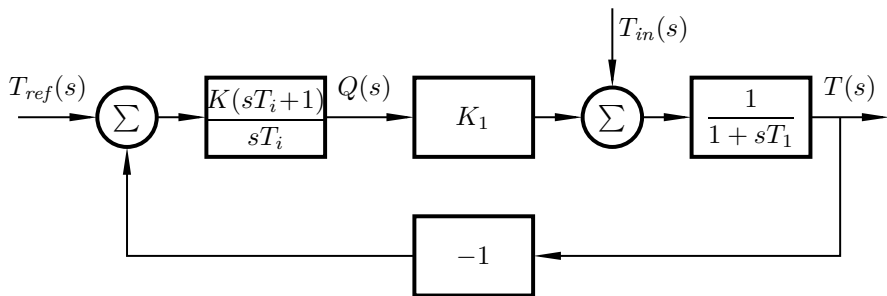 T_in(s)
T_ref(s)
Σ
K(sT_i+1)
sT_i
Q(s)
K_1
Σ
1
1 + sT_1
T(s)
−1